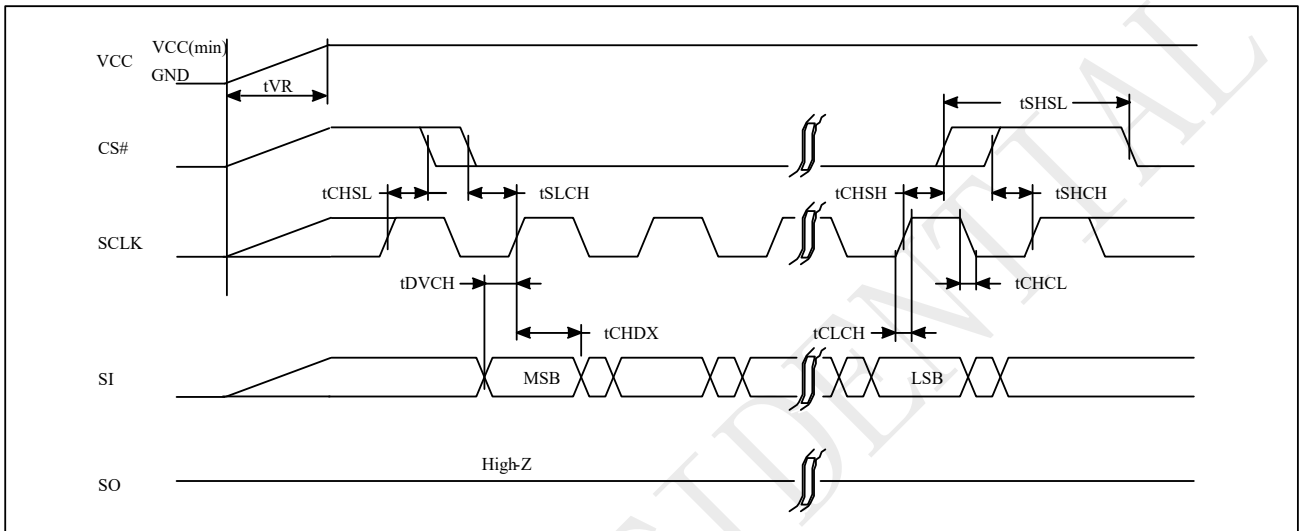 VCC
VCC(min)
GND
tVR
tSHSL
CS#
tCHSL
tSLCH
tCHSH
tSHCH
SCLK
tDVCH
tCHCL
tCHDX
tCLCH
SI
MSB
LSB
High-Z
SO
IDENTIAL